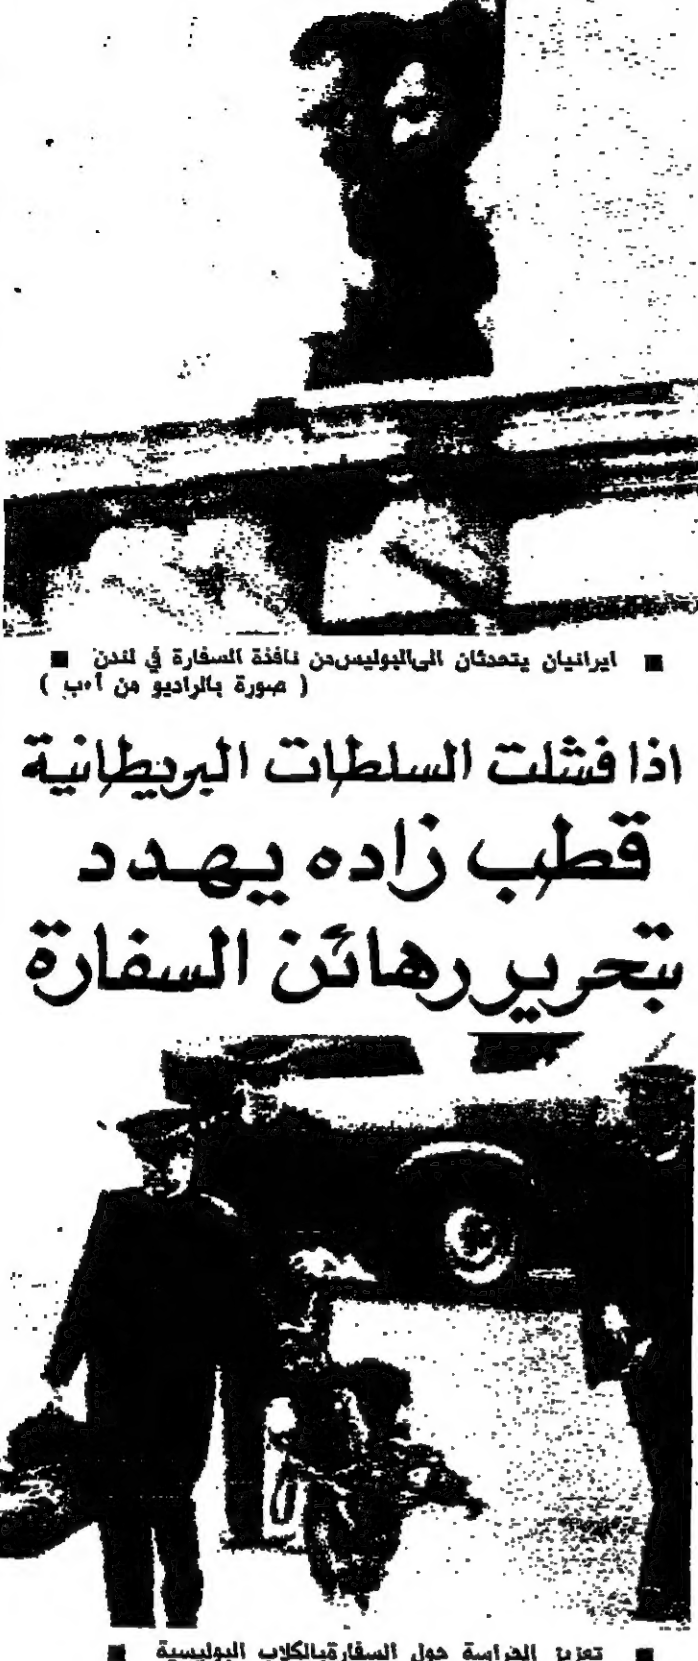 ■ ايرانيان يتحدثان الى البوليس من نافذة السفارة في لندن ■
( صورة بالراديو من أ.ب )
اذا فشلت السلطات البريطانية
قطب زاده يهدد
بتحرير رهائن السفارة
■ تعزيز الحراسة حول السفارة بالكلاب البوليسية ■